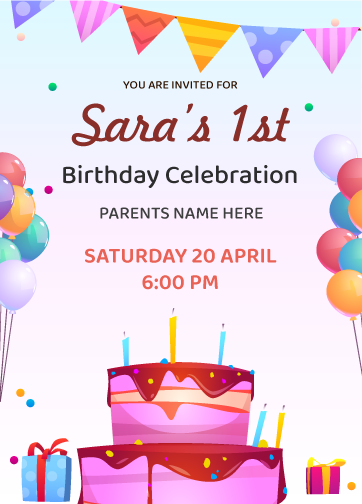 YOU ARE INVITED FOR
Sara's 1st
Birthday Celebration
PARENTS NAME HERE
SATURDAY 20 APRIL
6:00 PM